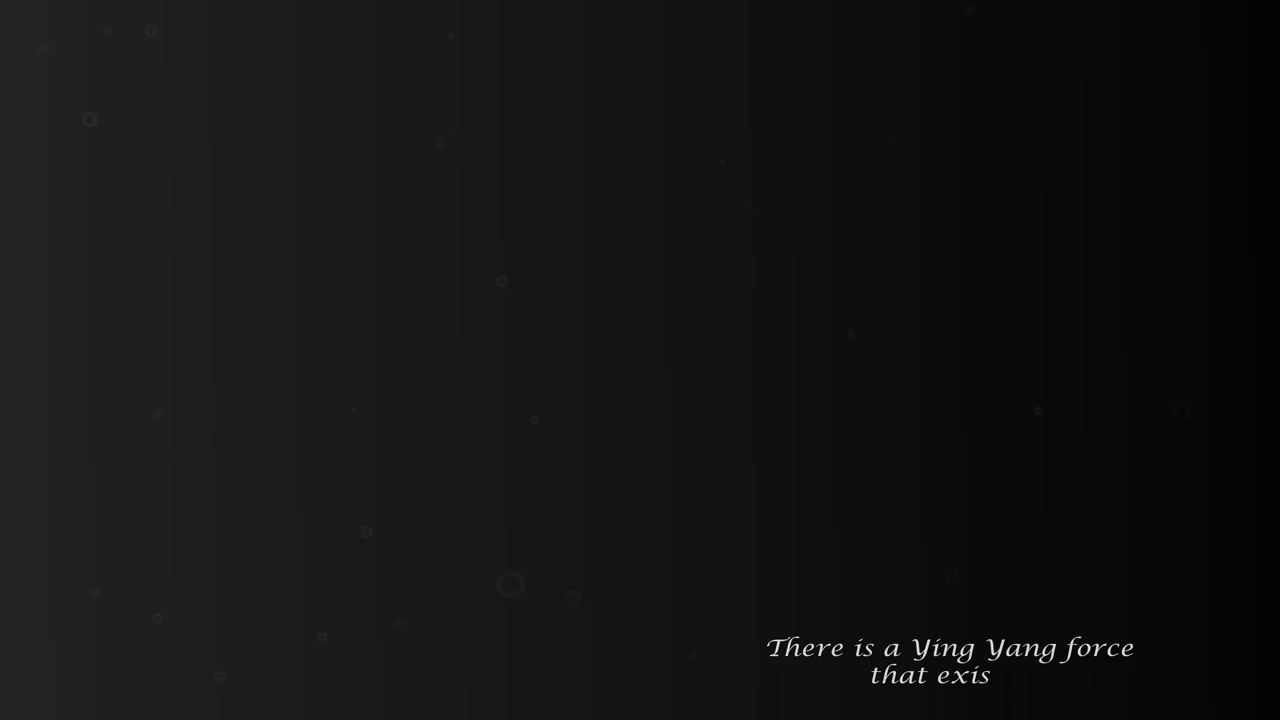 There is a Ying Yang force
that exis